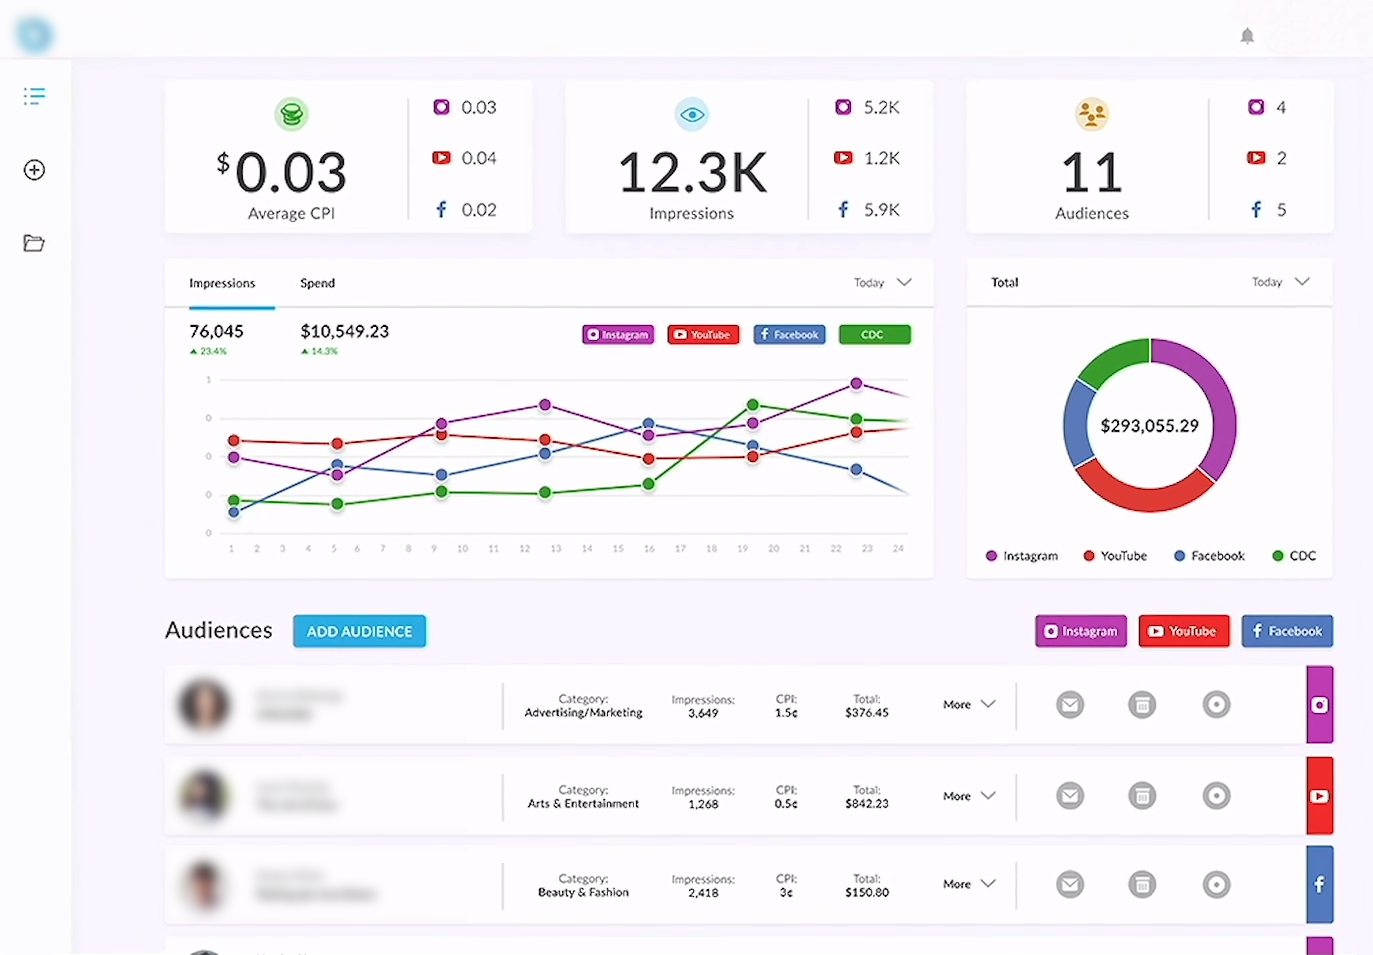 $0.03
Average CPI
0.03
0.04
0.02
12.3K
Impressions
5.2K
1.2K
5.9K
11
Audiences
4
2
5
Impressions Spend Today
76,045 $10,549.23
23.4% 14.3%
Instagram YouTube Facebook CDC
1
0
0
0
0
1 2 3 4 5 6 7 8 9 10 11 12 13 14 15 16 17 18 19 20 21 22 23 24
Total Today
$293,055.29
Instagram YouTube Facebook CDC
Audiences ADD AUDIENCE Instagram YouTube Facebook
Category: Impressions: CPI: Total:
Advertising/Marketing 3,649 1.5¢ $376.45
More
Category: Impressions: CPI: Total:
Arts & Entertainment 1,268 0.5¢ $842.23
More
Category: Impressions: CPI: Total:
Beauty & Fashion 2,418 3¢ $150.80
More